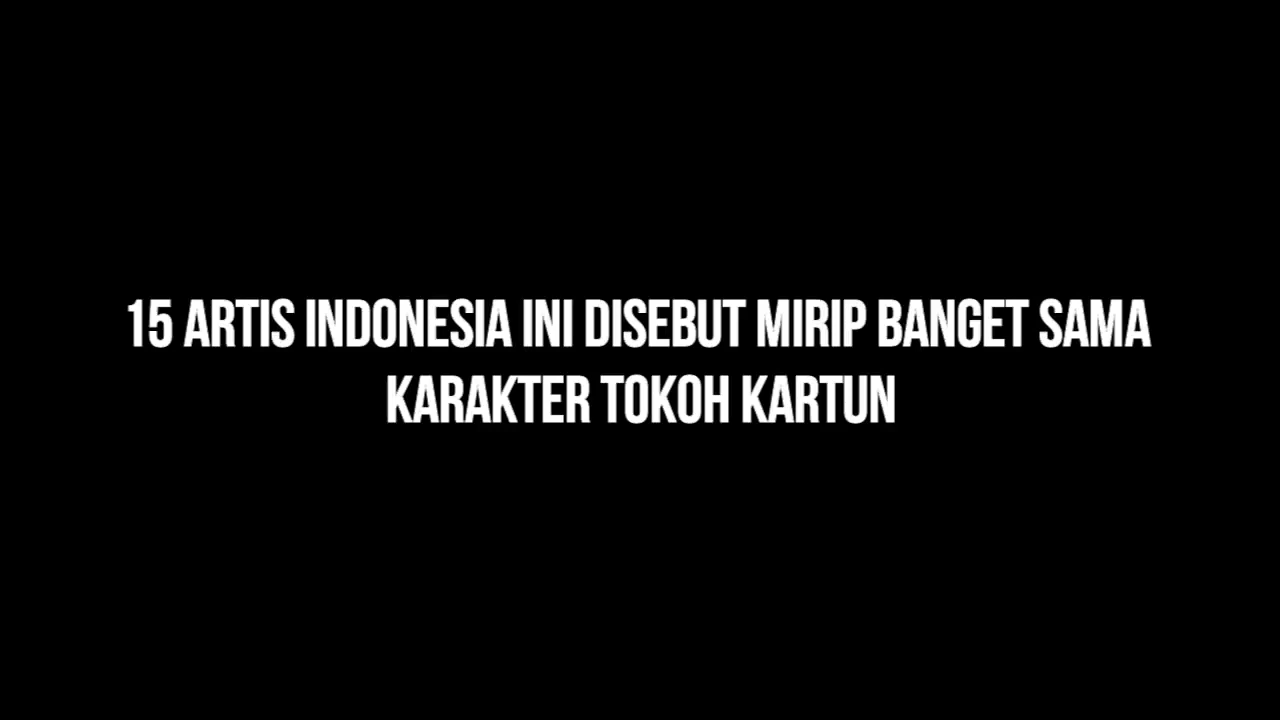 15 ARTIS INDONESIA INI DISEBUT MIRIP BANGET SAMA
KARAKTER TOKOH KARTUN